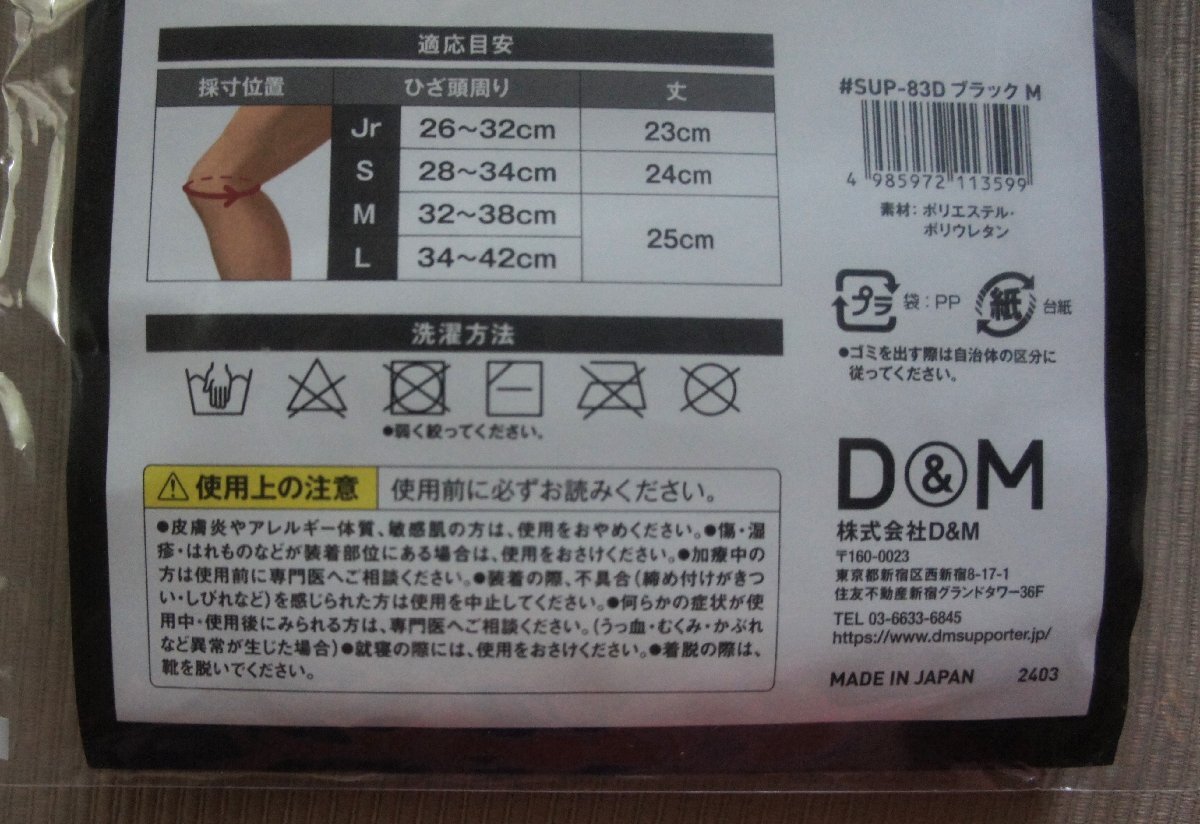 適応目安
採寸位置 ひざ頭周り 丈
Jr 26〜32cm 23cm
S 28〜34cm 24cm
M 32〜38cm 25cm
L 34〜42cm
洗濯方法
●弱く絞ってください。
使用上の注意 使用前に必ずお読みください。
●皮膚炎やアレルギー体質、敏感肌の方は、使用をおやめください。●傷・湿
疹・はれものなどが装着部位にある場合は、使用をおさけください。●加療中の
方は使用前に専門医へご相談ください。●装着の際、不具合(締め付けがきつ
い・しびれなど)を感じられた方は使用を中止してください。●何らかの症状が使
用中・使用後にみられる方は、専門医へご相談ください。(うっ血・むくみ・かぶれ
など異常が生じた場合)●就寝の際には、使用をおさけください。●着脱の際は、
靴を脱いでください。
#SUP-83D ブラック M
4 985972 113599
素材:ポリエステル・
ポリウレタン
プラ 袋:PP 紙 台紙
●ゴミを出す際は自治体の区分に
従ってください。
D&M
株式会社D&M
〒160-0023
東京都新宿区西新宿8-17-1
住友不動産新宿グランドタワー36F
TEL 03-6633-6845
https://www.dmsupporter.jp/
MADE IN JAPAN 2403